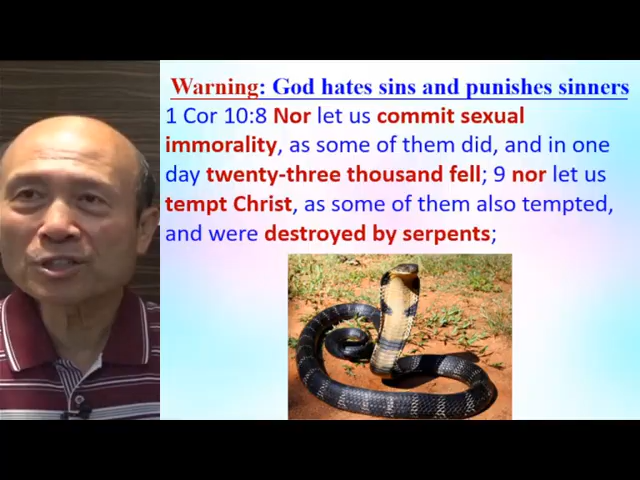 Warning: God hates sins and punishes sinners
1 Cor 10:8 Nor let us commit sexual
immorality, as some of them did, and in one
day twenty-three thousand fell; 9 nor let us
tempt Christ, as some of them also tempted,
and were destroyed by serpents;